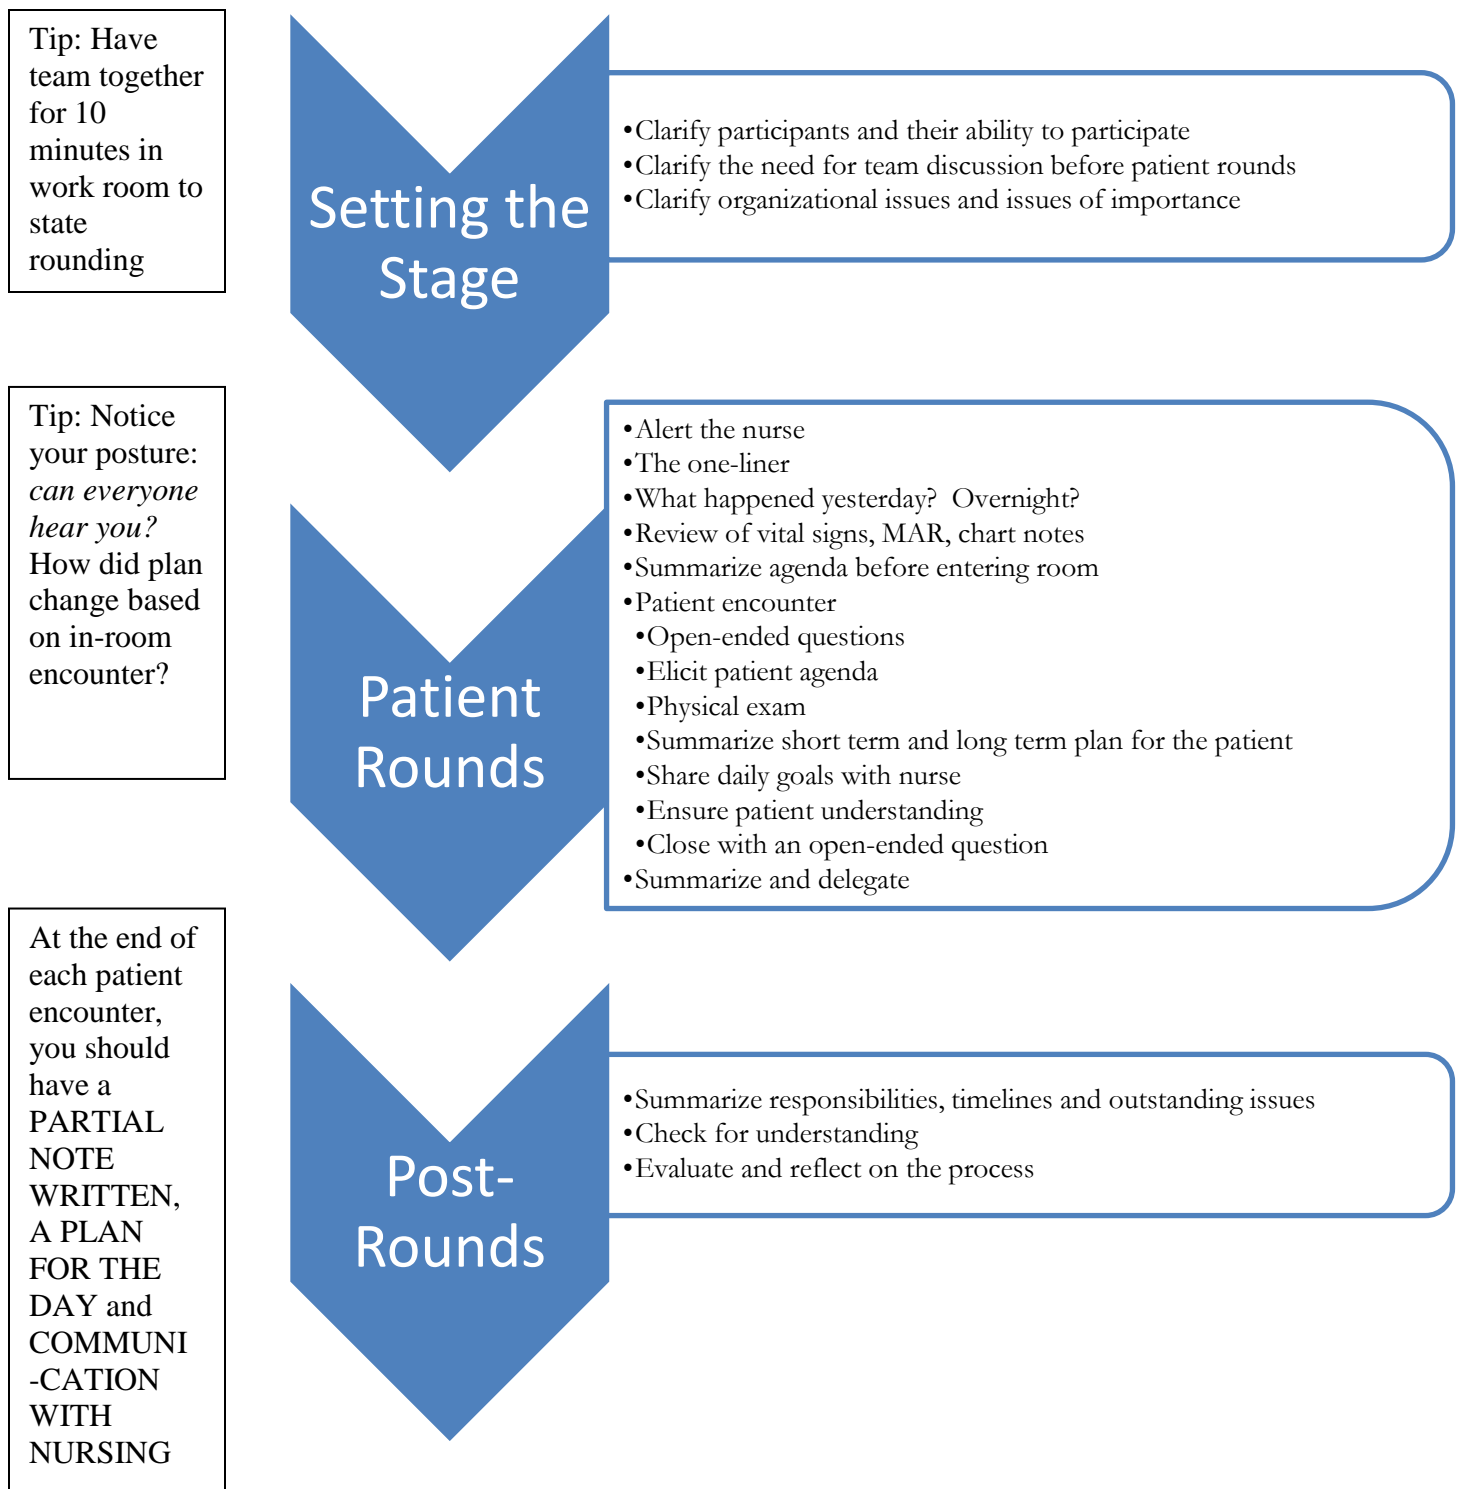 Tip: Have
team together
for 10
minutes in
work room to
state
rounding
Setting the
Stage
•Clarify participants and their ability to participate
•Clarify the need for team discussion before patient rounds
•Clarify organizational issues and issues of importance
Tip: Notice
your posture:
can everyone
hear you?
How did plan
change based
on in-room
encounter?
Patient
Rounds
•Alert the nurse
•The one-liner
•What happened yesterday?  Overnight?
•Review of vital signs, MAR, chart notes
•Summarize agenda before entering room
•Patient encounter
•Open-ended questions
•Elicit patient agenda
•Physical exam
•Summarize short term and long term plan for the patient
•Share daily goals with nurse
•Ensure patient understanding
•Close with an open-ended question
•Summarize and delegate
At the end of
each patient
encounter,
you should
have a
PARTIAL
NOTE
WRITTEN,
A PLAN
FOR THE
DAY and
COMMUNI
-CATION
WITH
NURSING
Post-
Rounds
•Summarize responsibilities, timelines and outstanding issues
•Check for understanding
•Evaluate and reflect on the process